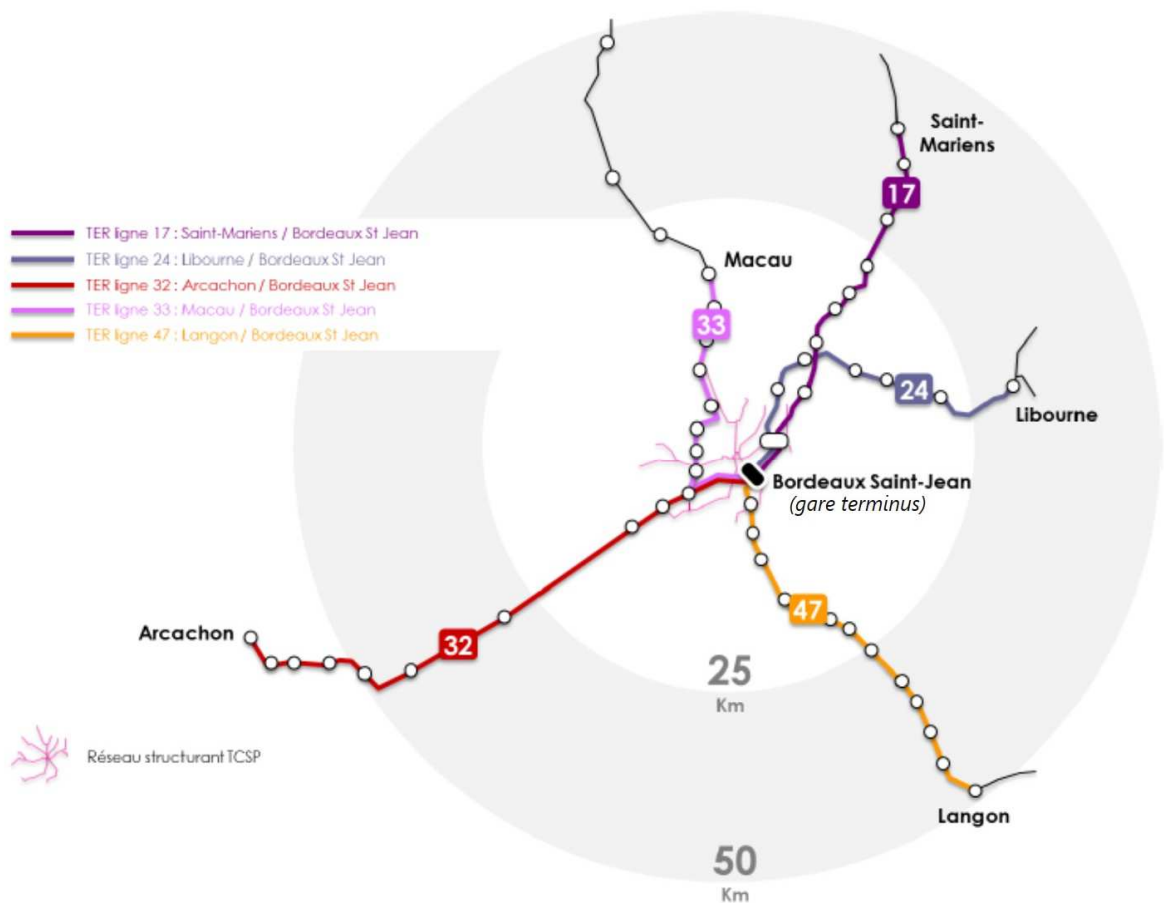 Saint-
Mariens
17
TER ligne 17 : Saint-Mariens / Bordeaux St Jean
TER ligne 24 : Libourne / Bordeaux St Jean
TER ligne 32 : Arcachon / Bordeaux St Jean
TER ligne 33 : Macau / Bordeaux St Jean
TER ligne 47 : Langon / Bordeaux St Jean
Macau
33
24
Libourne
Bordeaux Saint-Jean
(gare terminus)
47
Arcachon
32
25
Km
Réseau structurant TCSP
Langon
50
Km